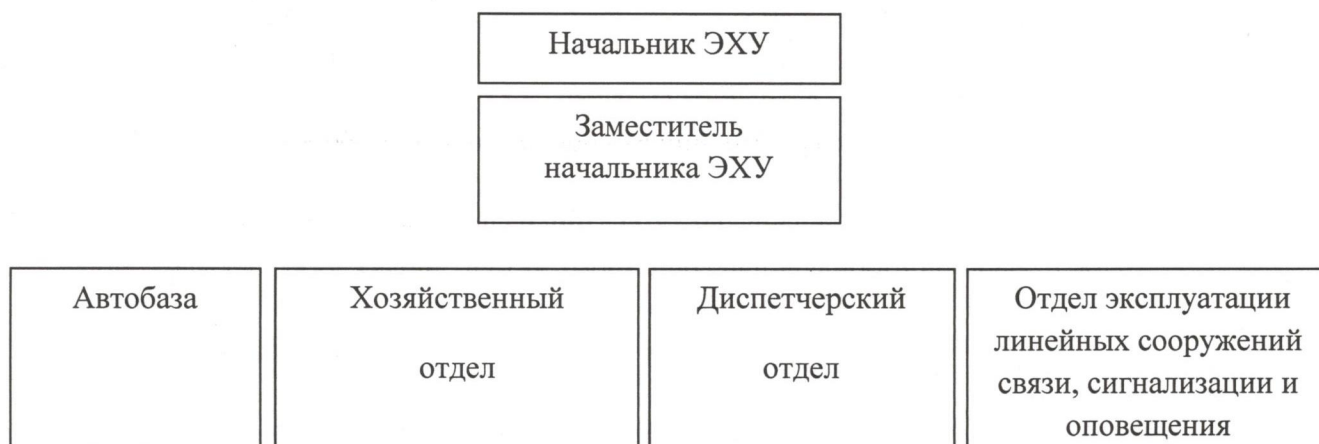 Начальник ЭХУ
Заместитель
начальника ЭХУ
Автобаза
Хозяйственный
отдел
Диспетчерский
отдел
Отдел эксплуатации
линейных сооружений
связи, сигнализации и
оповещения